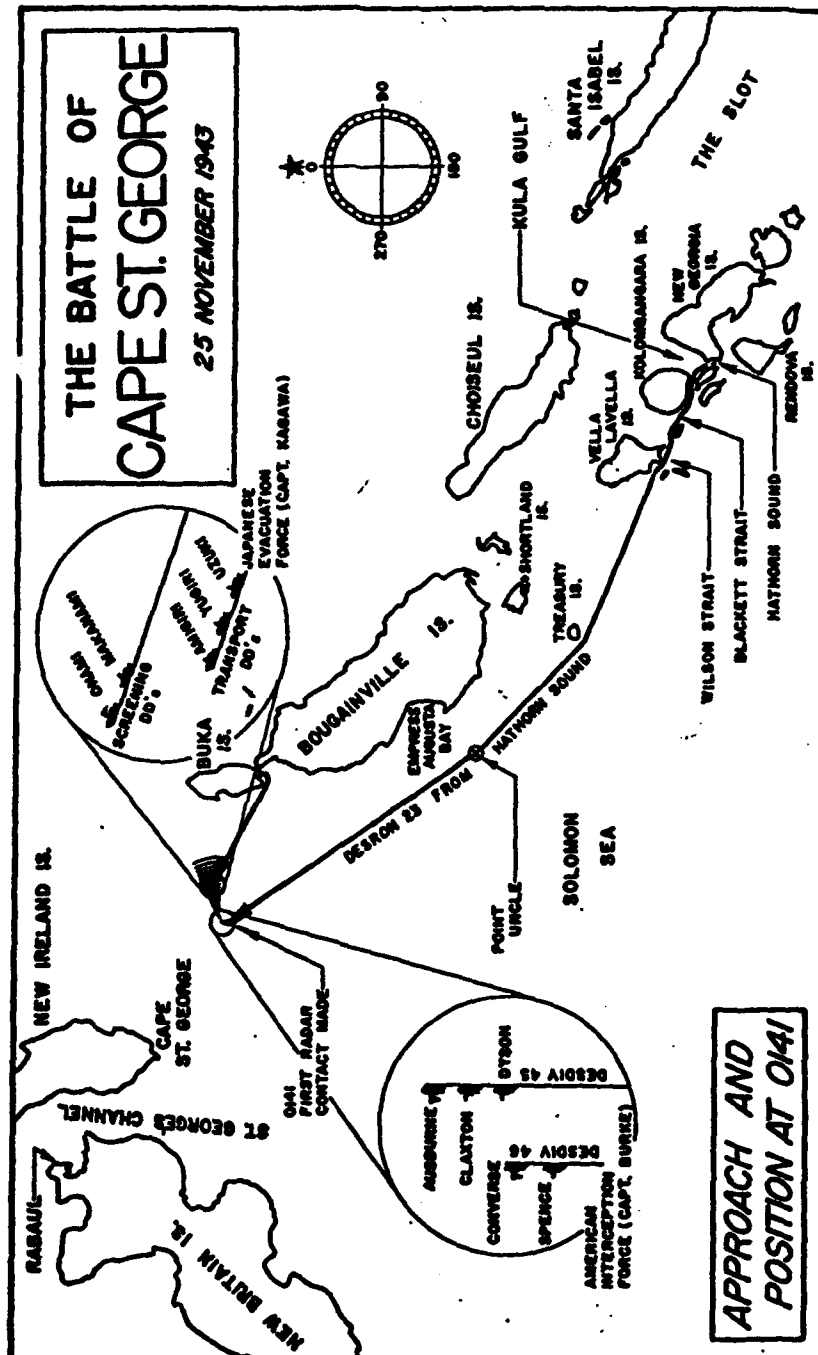 THE BATTLE OF
CAPE ST. GEORGE
25 NOVEMBER 1943
0
90
180
270
NEW IRELAND IS.
RABAUL
CAPE
ST. GEORGE
ST. GEORGE'S CHANNEL
NEW BRITAIN IS.
BUKA
IS.
BOUGAINVILLE
IS.
EMPRESS
AUGUSTA
BAY
ONAMI
MAKANAMI
SCREENING
DD's
AMIGIRI
YUGIRI
UZUKI
TRANSPORT
DD's
JAPANESE
EVACUATION
FORCE (CAPT. KAGAWA)
CHOISEUL IS.
SHORTLAND
IS.
TREASURY
IS.
KULA GULF
SANTA
ISABEL
IS.
THE SLOT
VELLA
LAVELLA
IS.
KOLOMBANGARA IS.
NEW
GEORGIA
IS.
RENDOVA
IS.
WILSON STRAIT
BLACKETT STRAIT
HATHORN SOUND
DESRON 23 FROM HATHORN SOUND
POINT
UNCLE
SOLOMON
SEA
0141
FIRST RADAR
CONTACT MADE
AUSBURNE
CLAXTON
DYSON
DESDIV 45
CONVERSE
SPENCE
DESDIV 46
AMERICAN
INTERCEPTION
FORCE (CAPT. BURKE)
APPROACH AND
POSITION AT 0141